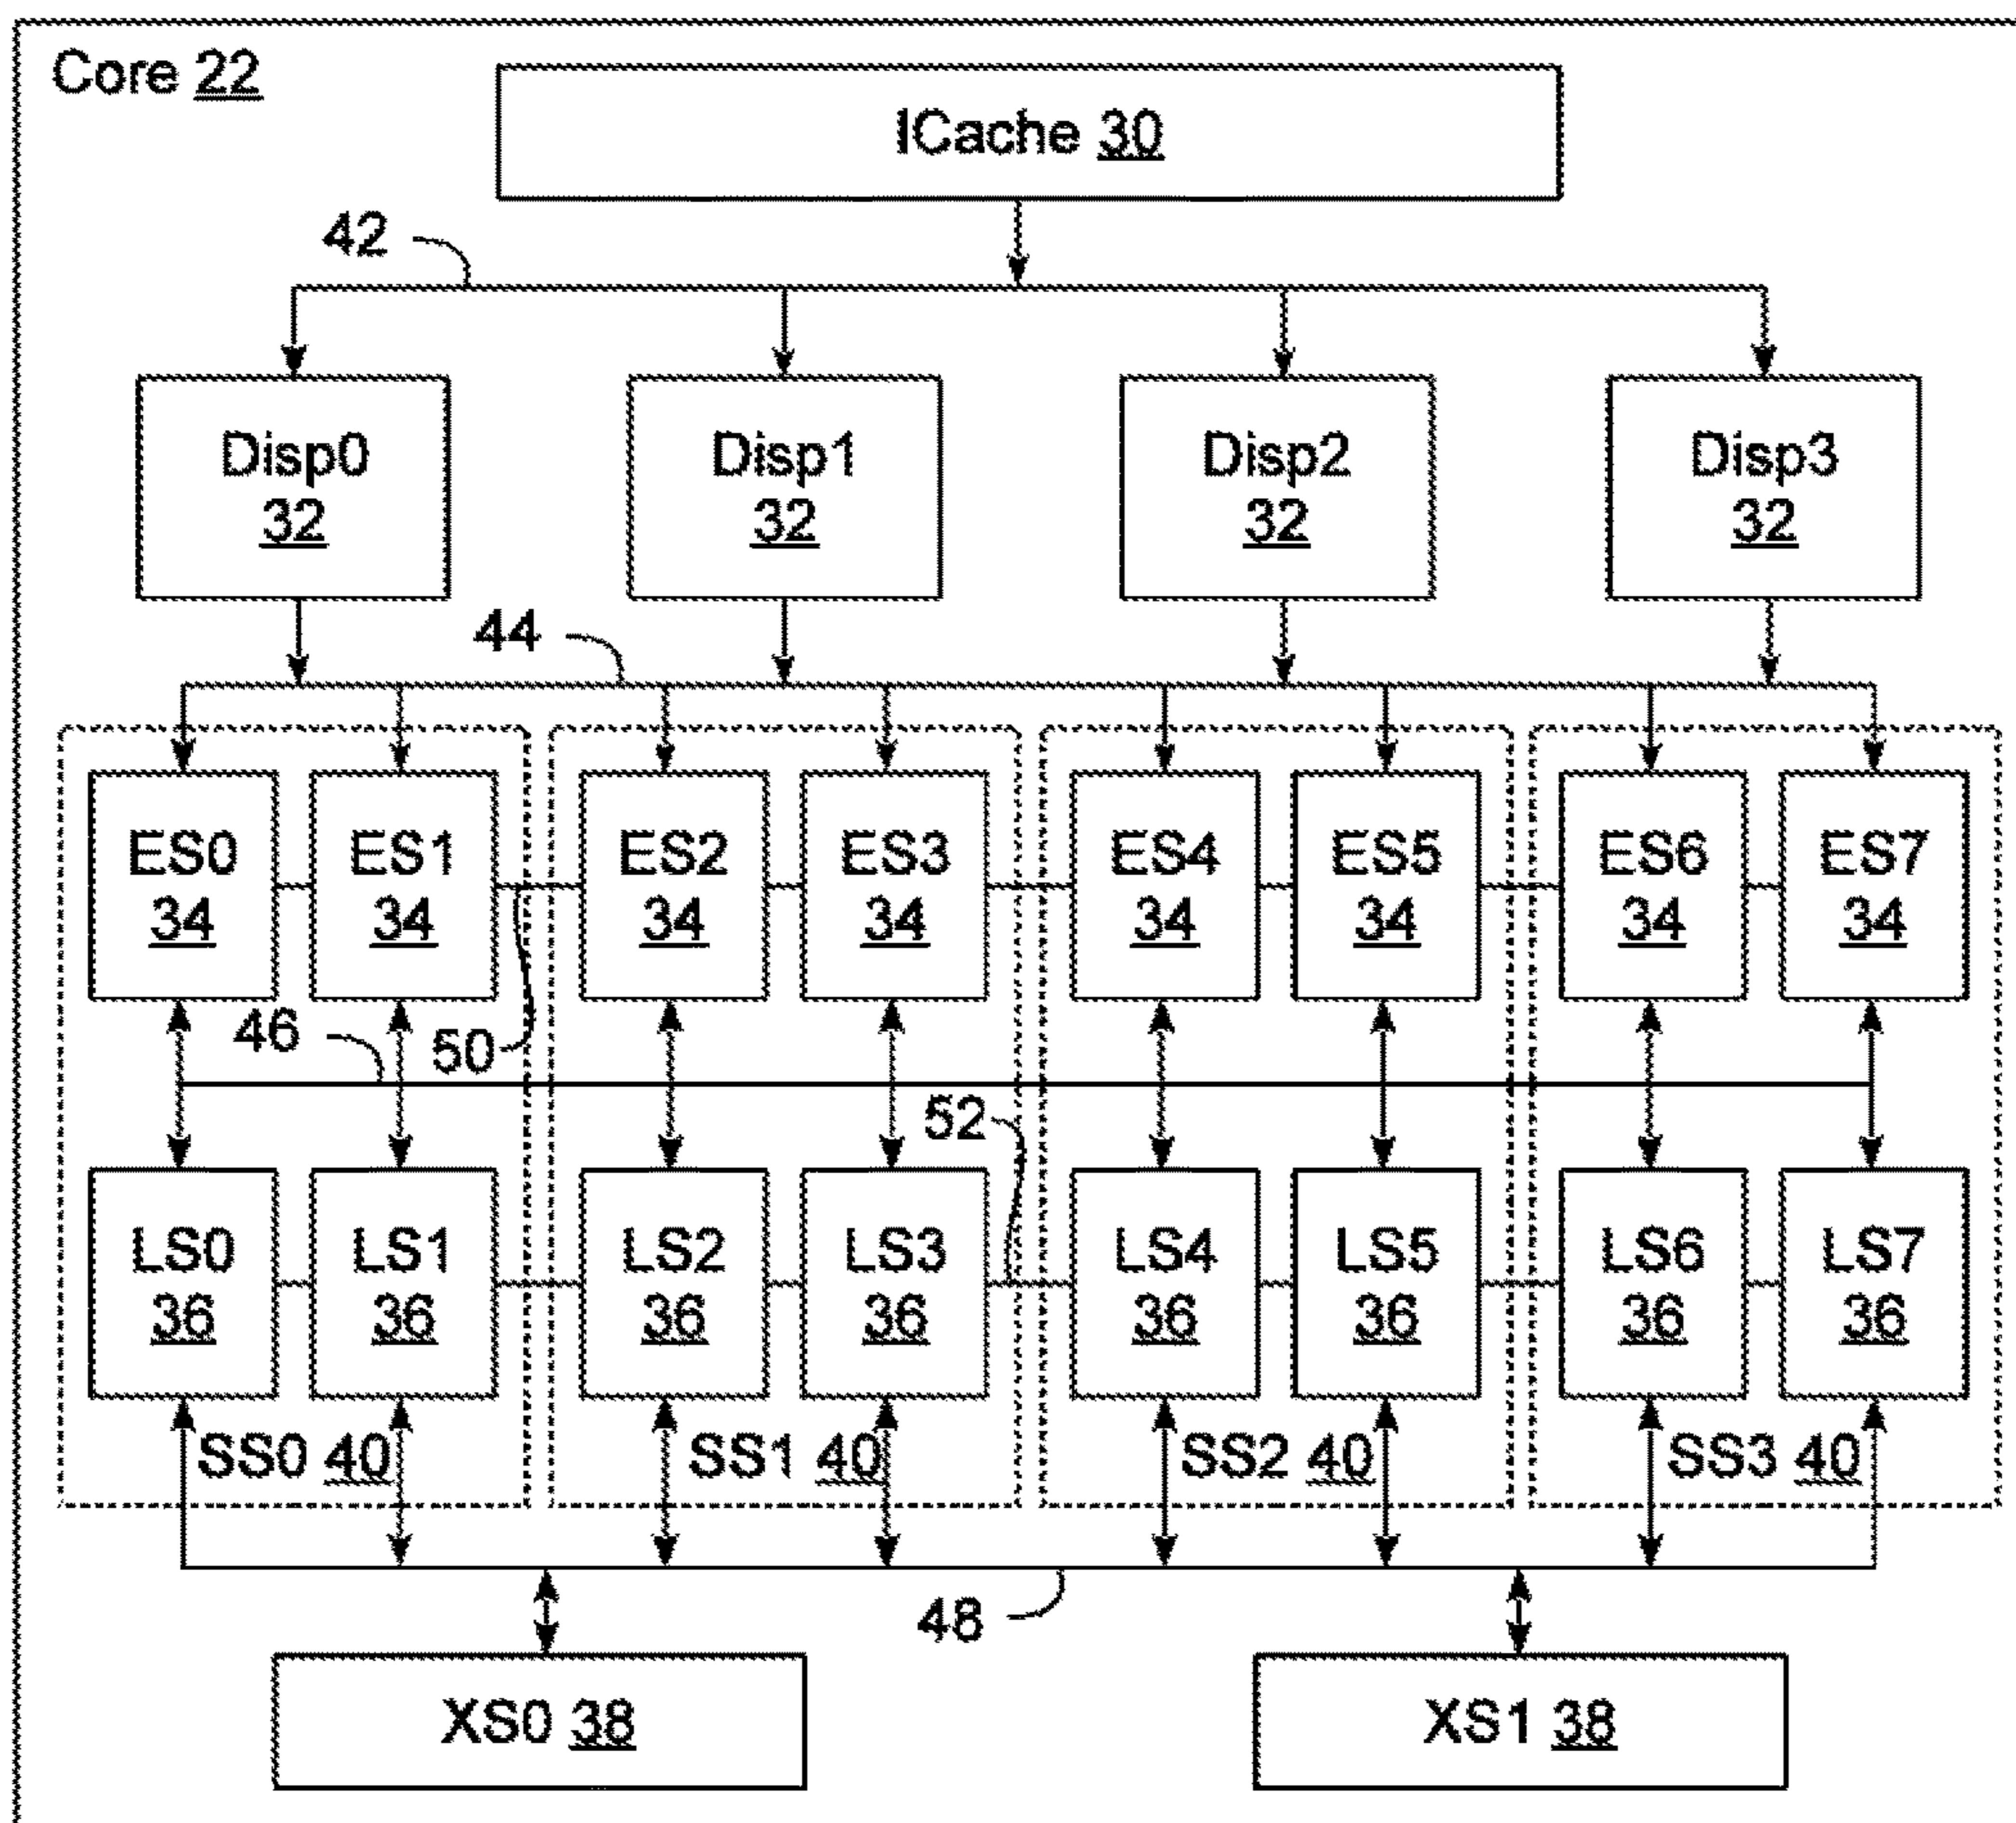 Core 22
ICache 30
42
Disp0 Disp1 Disp2 Disp3
32 32 32 32
44
ES0 ES1 ES2 ES3 ES4 ES5 ES6 ES7
34 34 34 34 34 34 34 34
46 50
52
LS0 LS1 LS2 LS3 LS4 LS5 LS6 LS7
36 36 36 36 36 36 36 36
SS0 40 SS1 40 SS2 40 SS3 40
48
XS0 38 XS1 38